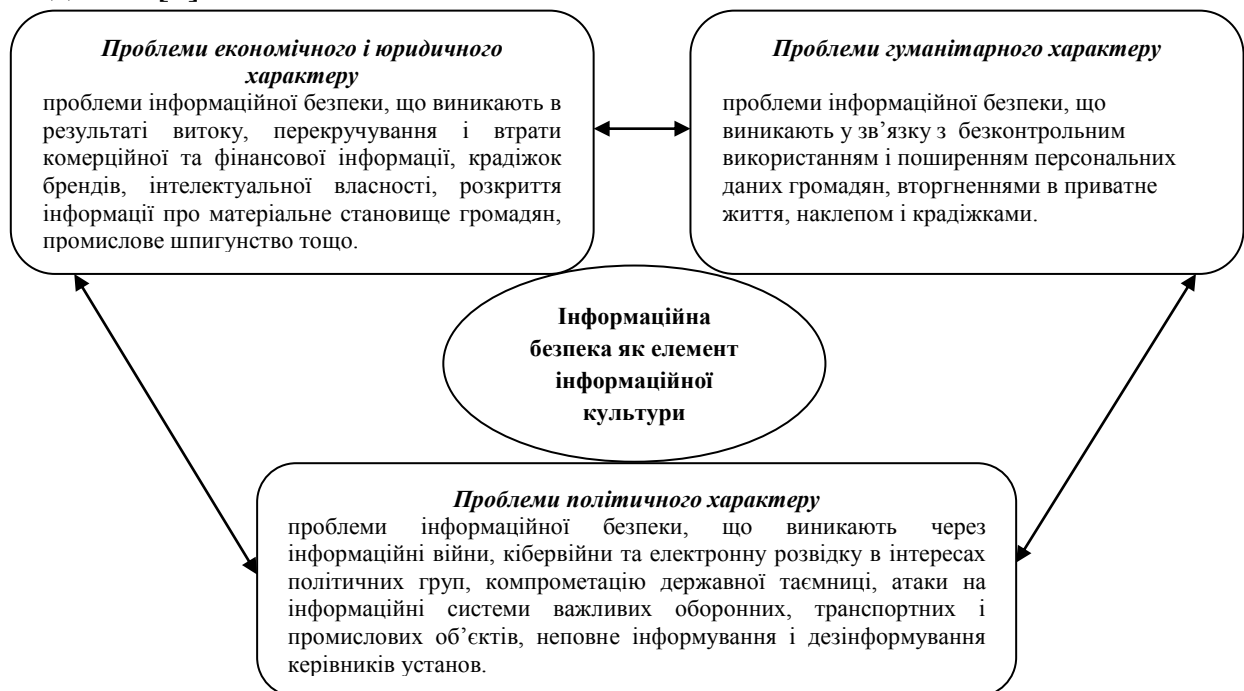 Проблеми економічного і юридичного
характеру
проблеми інформаційної безпеки, що виникають в
результаті витоку, перекручування і втрати
комерційної та фінансової інформації, крадіжок
брендів, інтелектуальної власності, розкриття
інформації про матеріальне становище громадян,
промислове шпигунство тощо.
Проблеми гуманітарного характеру
проблеми інформаційної безпеки, що
виникають у зв’язку з безконтрольним
використанням і поширенням персональних
даних громадян, вторгненнями в приватне
життя, наклепом і крадіжками.
Інформаційна
безпека як елемент
інформаційної
культури
Проблеми політичного характеру
проблеми інформаційної безпеки, що виникають через
інформаційні війни, кібервійни та електронну розвідку в інтересах
політичних груп, компрометацію державної таємниці, атаки на
інформаційні системи важливих оборонних, транспортних і
промислових об’єктів, неповне інформування і дезінформування
керівників установ.